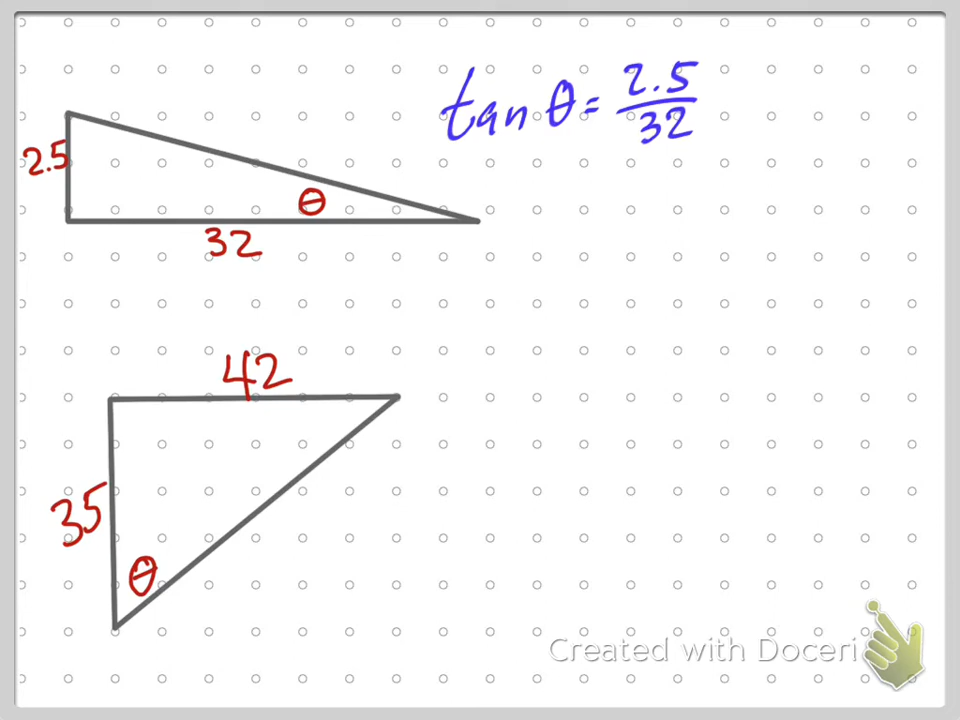 tan θ = 2.5/32
2.5
θ
32
42
35
θ
Created with Doceri